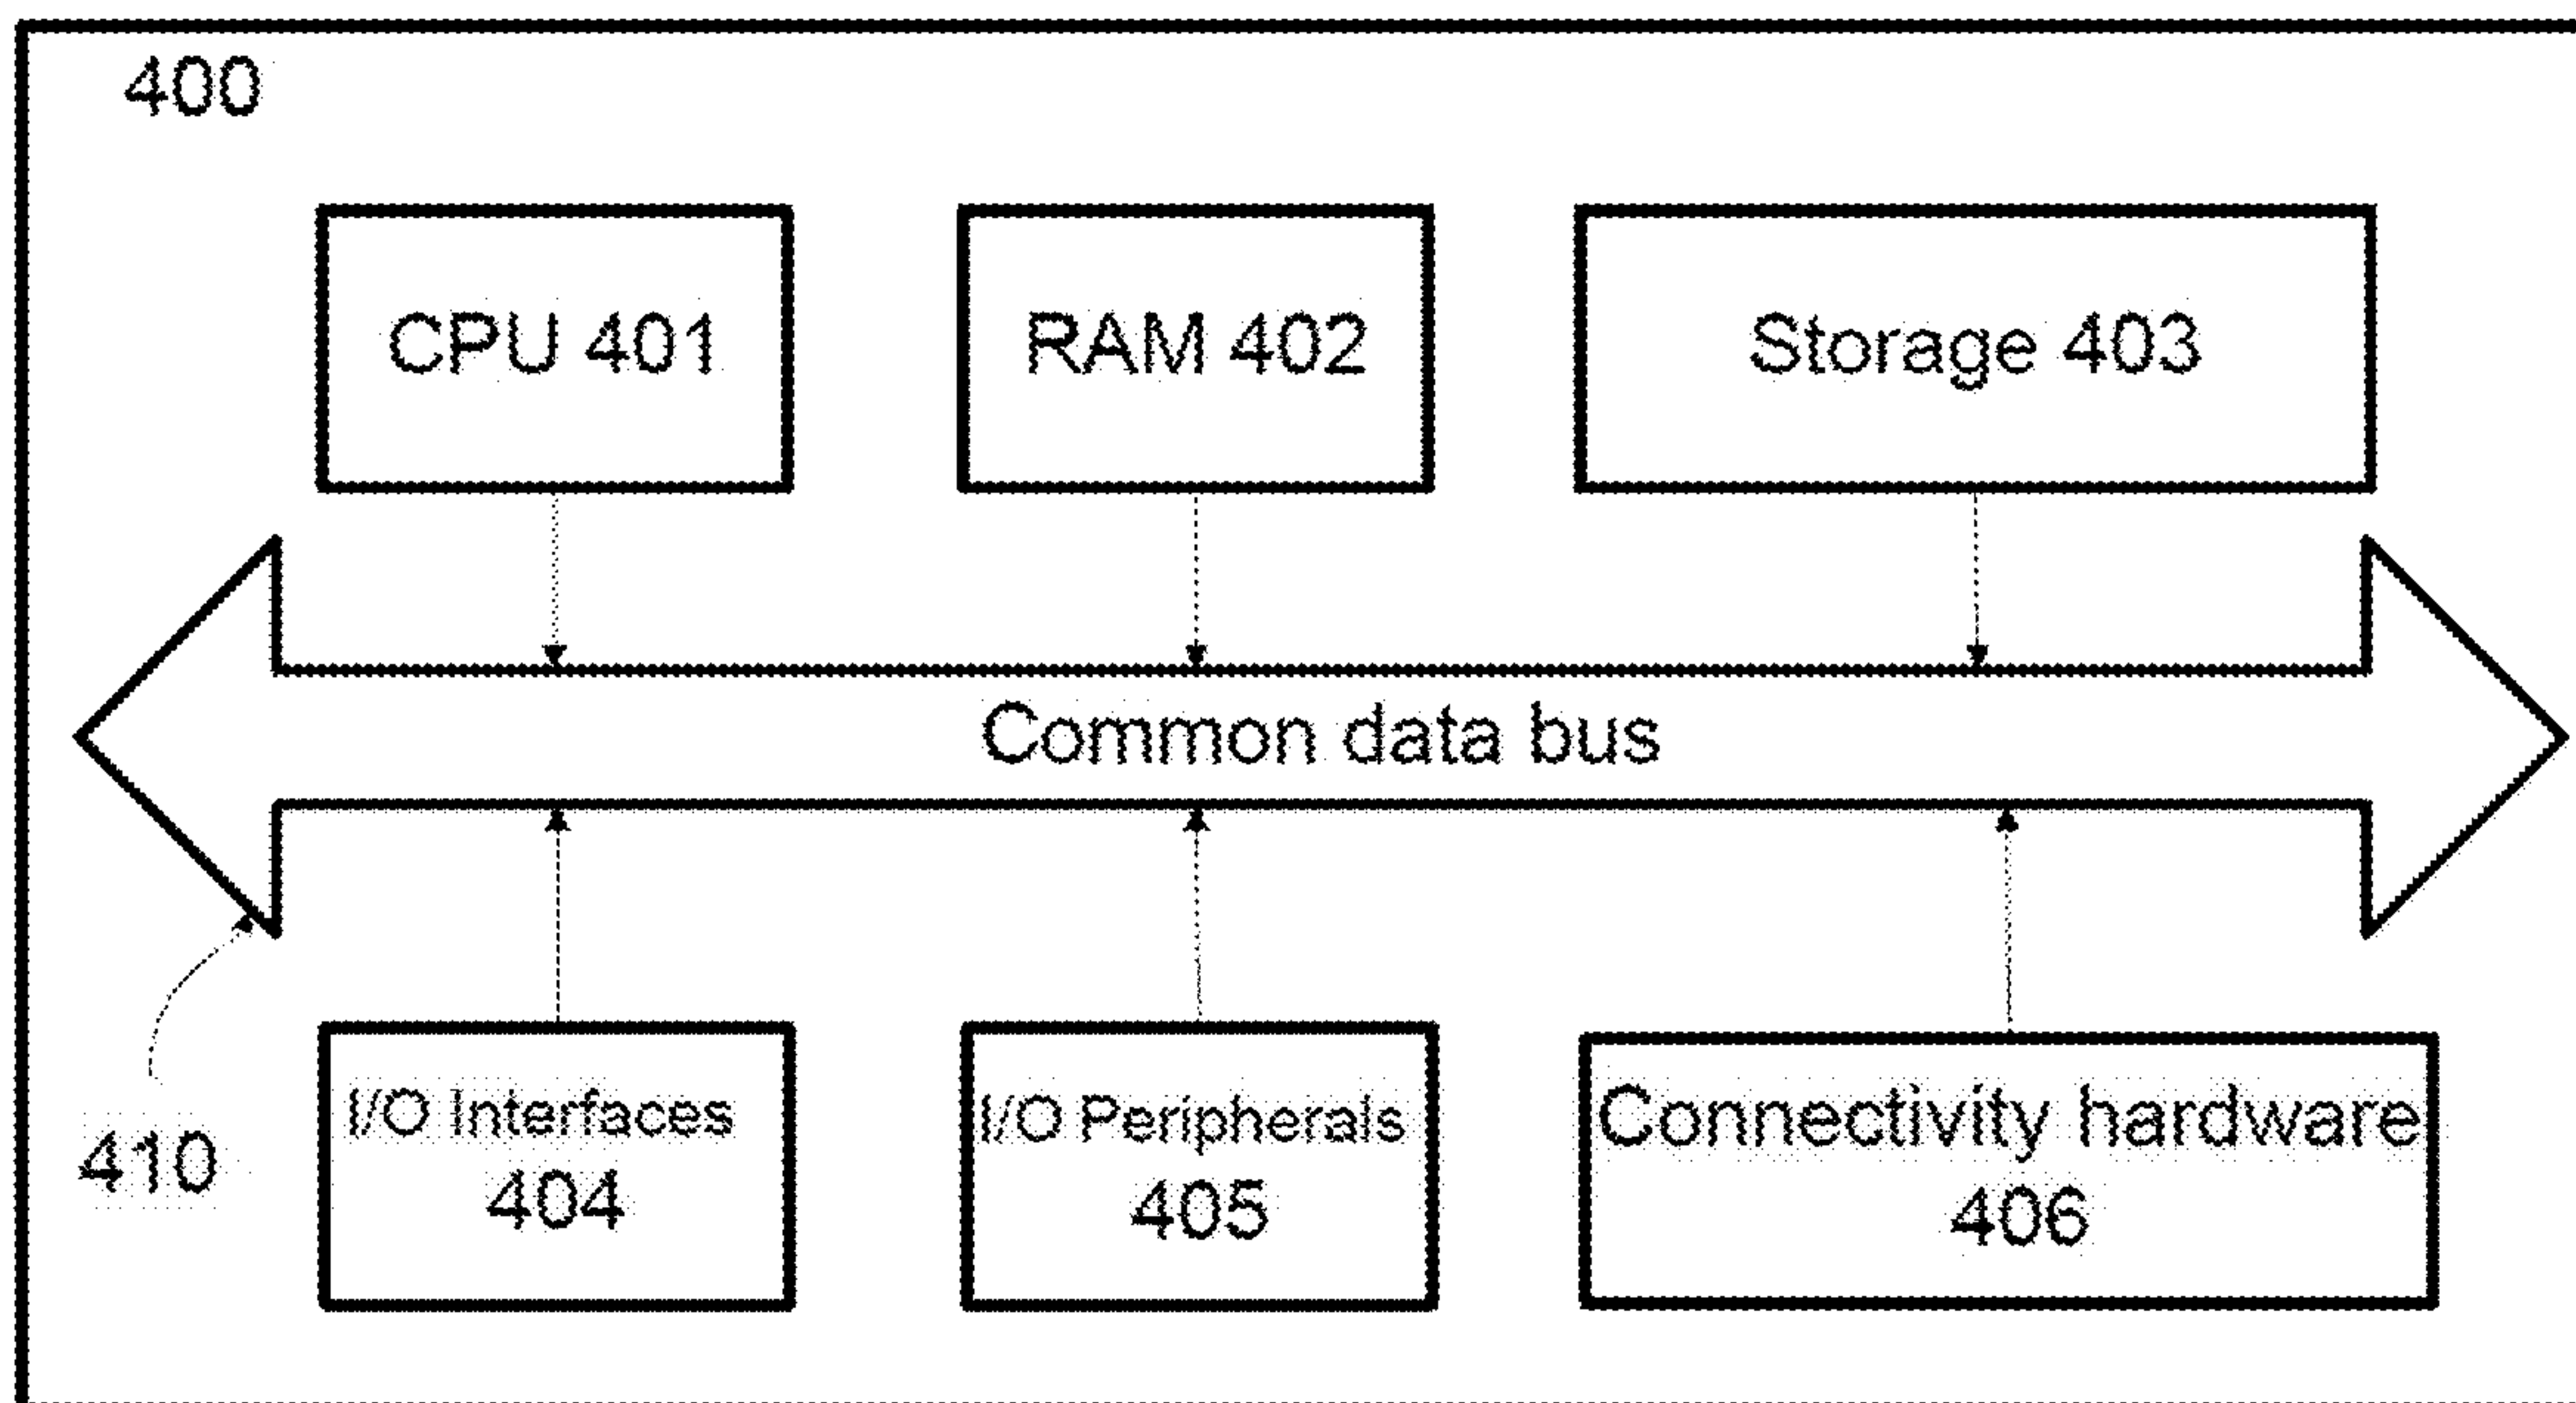 400
CPU 401
RAM 402
Storage 403
Common data bus
410
I/O Interfaces
404
I/O Peripherals
405
Connectivity hardware
406